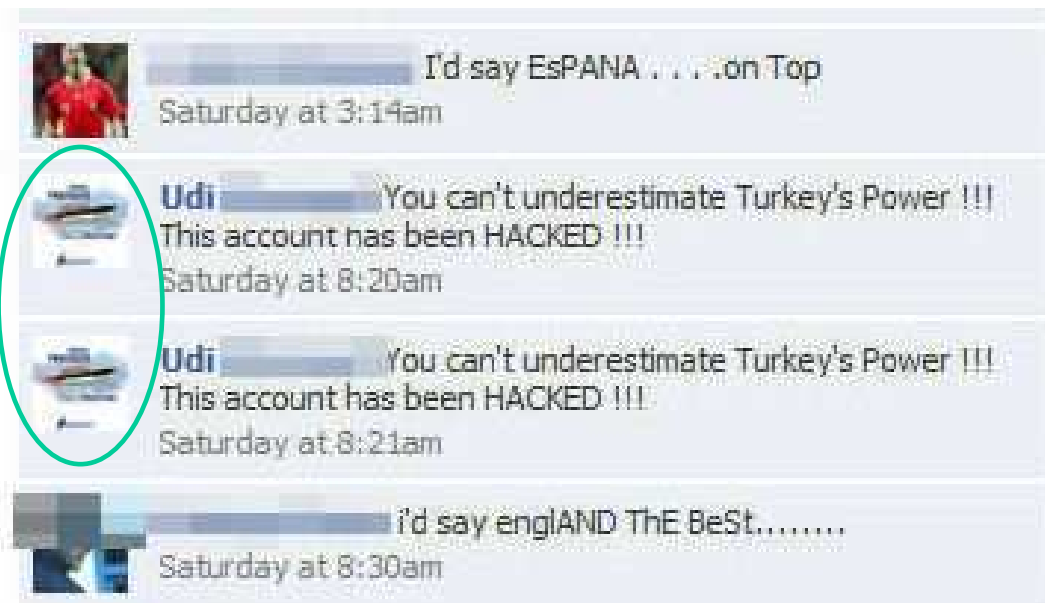 I'd say EsPANA . . . .on Top
Saturday at 3:14am
Udi You can't underestimate Turkey's Power !!!
This account has been HACKED !!!
Saturday at 8:20am
Udi You can't underestimate Turkey's Power !!!
This account has been HACKED !!!
Saturday at 8:21am
i'd say englAND ThE BeSt........
Saturday at 8:30am